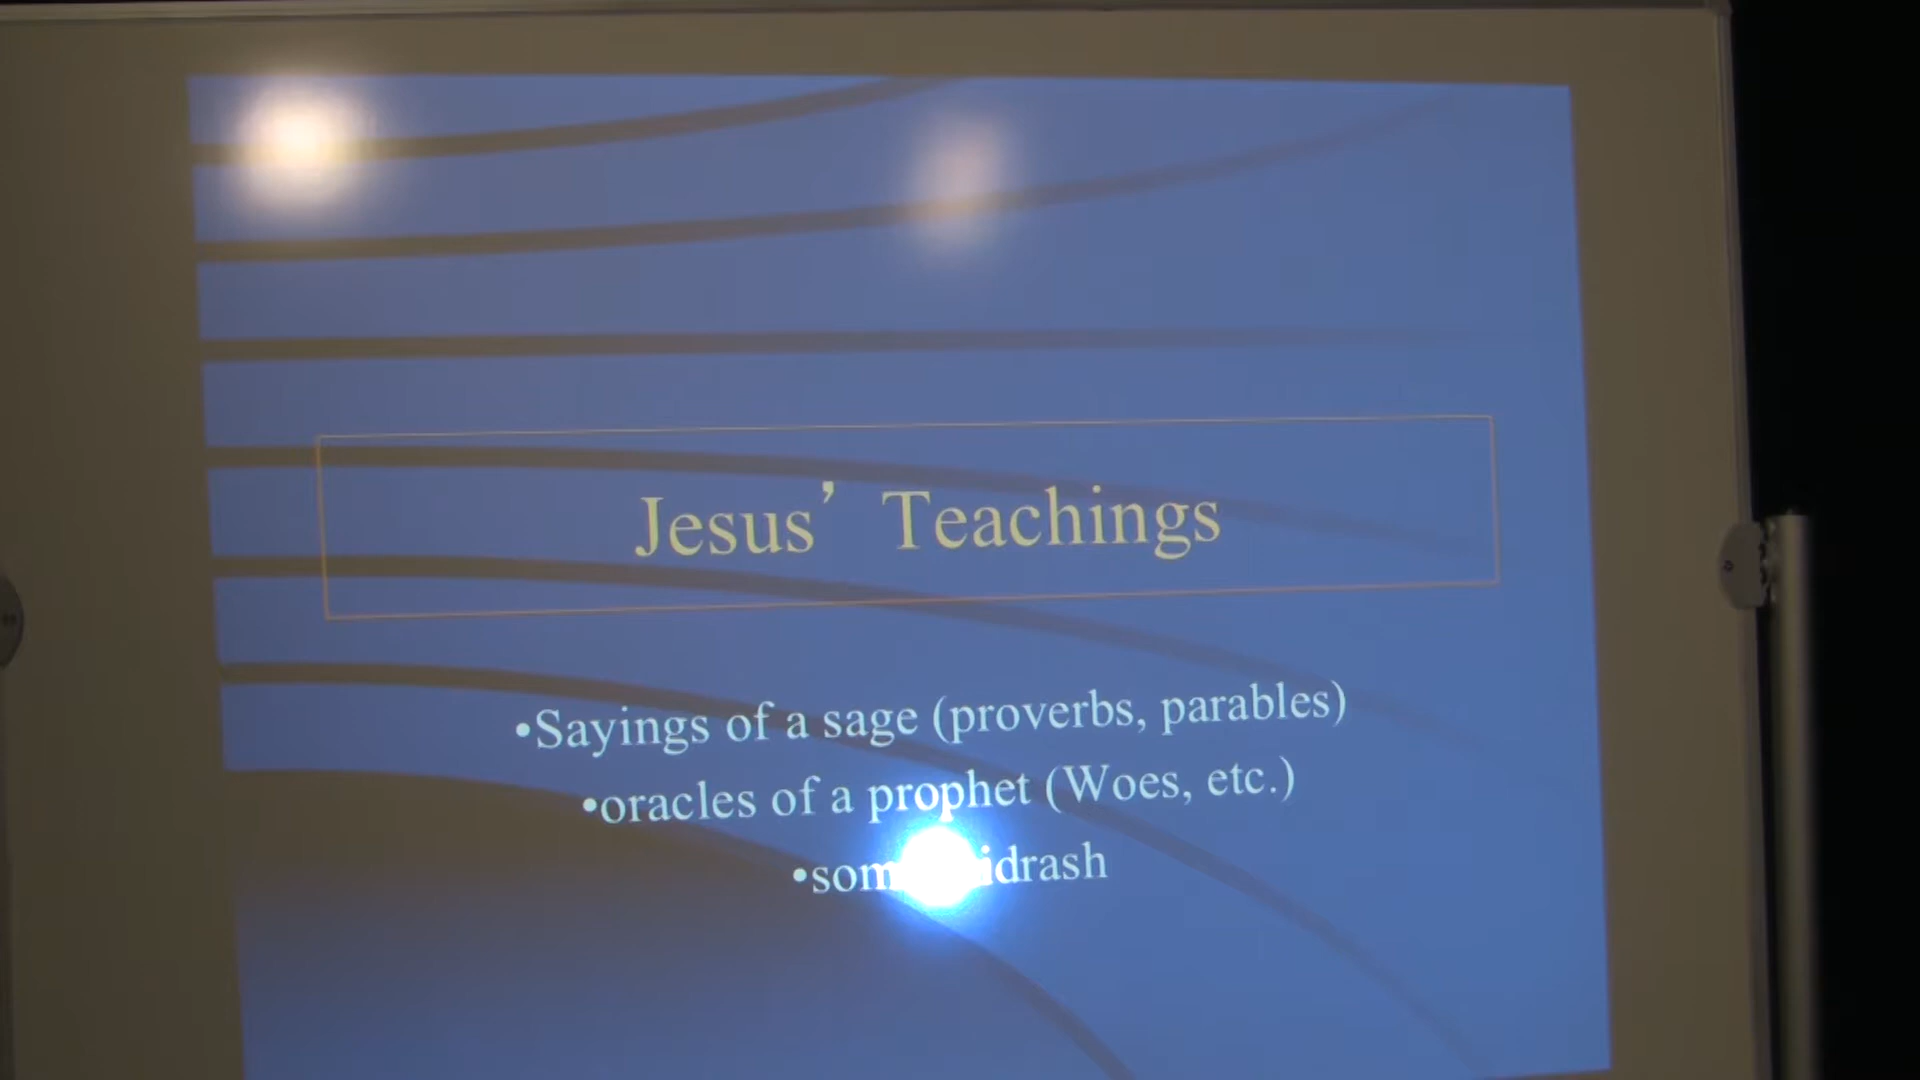 Jesus’ Teachings
•Sayings of a sage (proverbs, parables)
•oracles of a prophet (Woes, etc.)